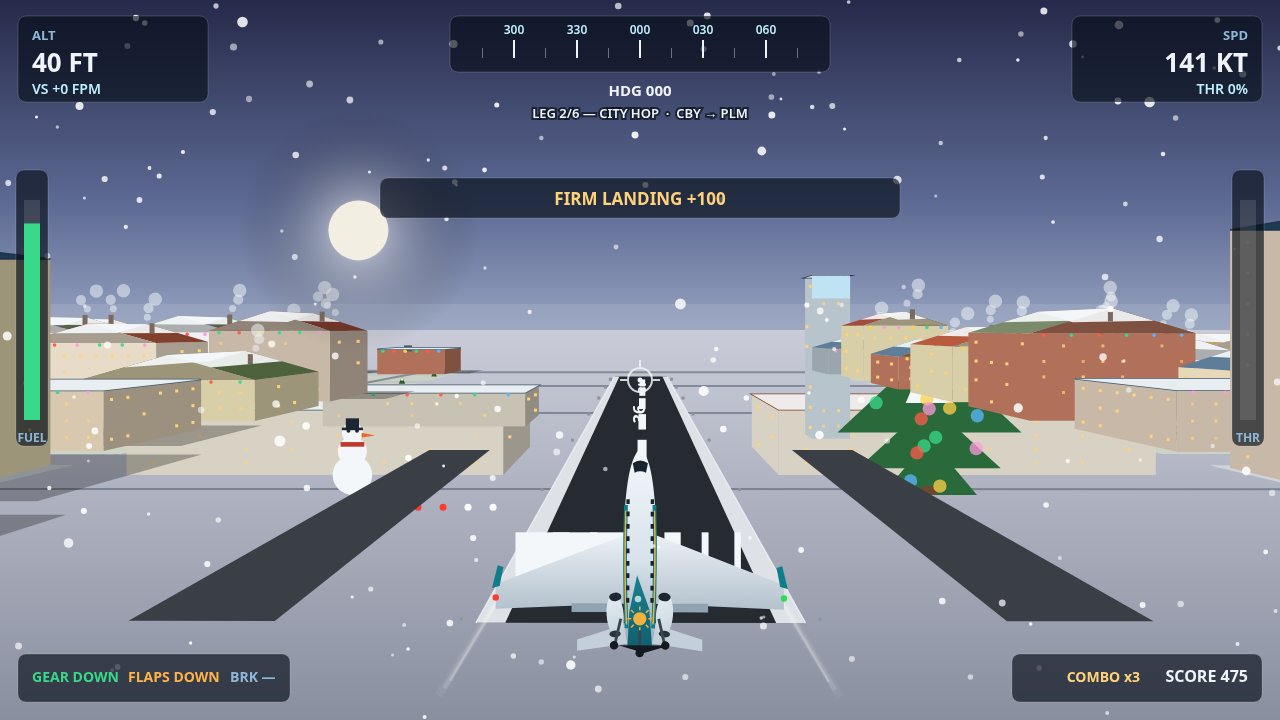 ALT
40 FT
VS +0 FPM
300 330 000 030 060
HDG 000
LEG 2/6 — CITY HOP · CBY → PLM
SPD
141 KT
THR 0%
FIRM LANDING +100
FUEL
THR
36
GEAR DOWN FLAPS DOWN BRK —
COMBO x3 SCORE 475